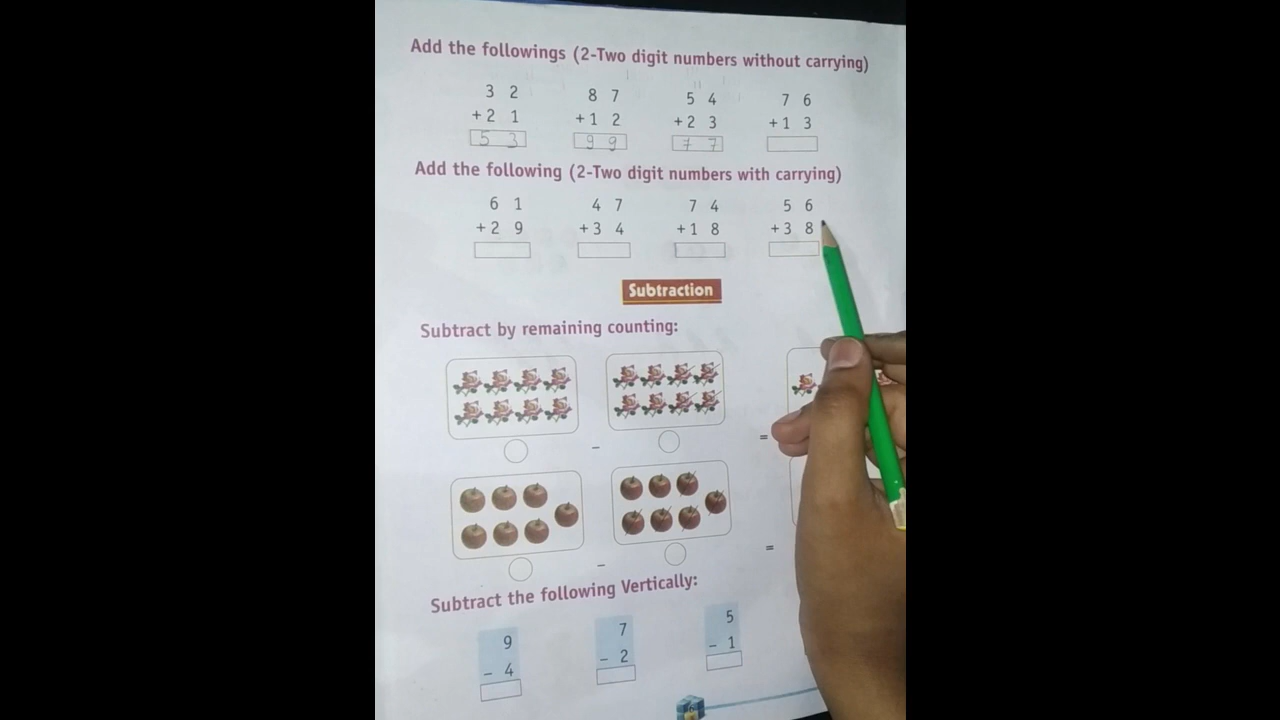 Add the followings (2-Two digit numbers without carrying)
3 2 8 7 5 4 7 6
+2 1 +1 2 +2 3 +1 3
5 3 9 9 7 7
Add the following (2-Two digit numbers with carrying)
6 1 4 7 7 4 5 6
+2 9 +3 4 +1 8 +3 8
Subtraction
Subtract by remaining counting:
- =
- =
Subtract the following Vertically:
9 7 5
- 4 - 2 - 1